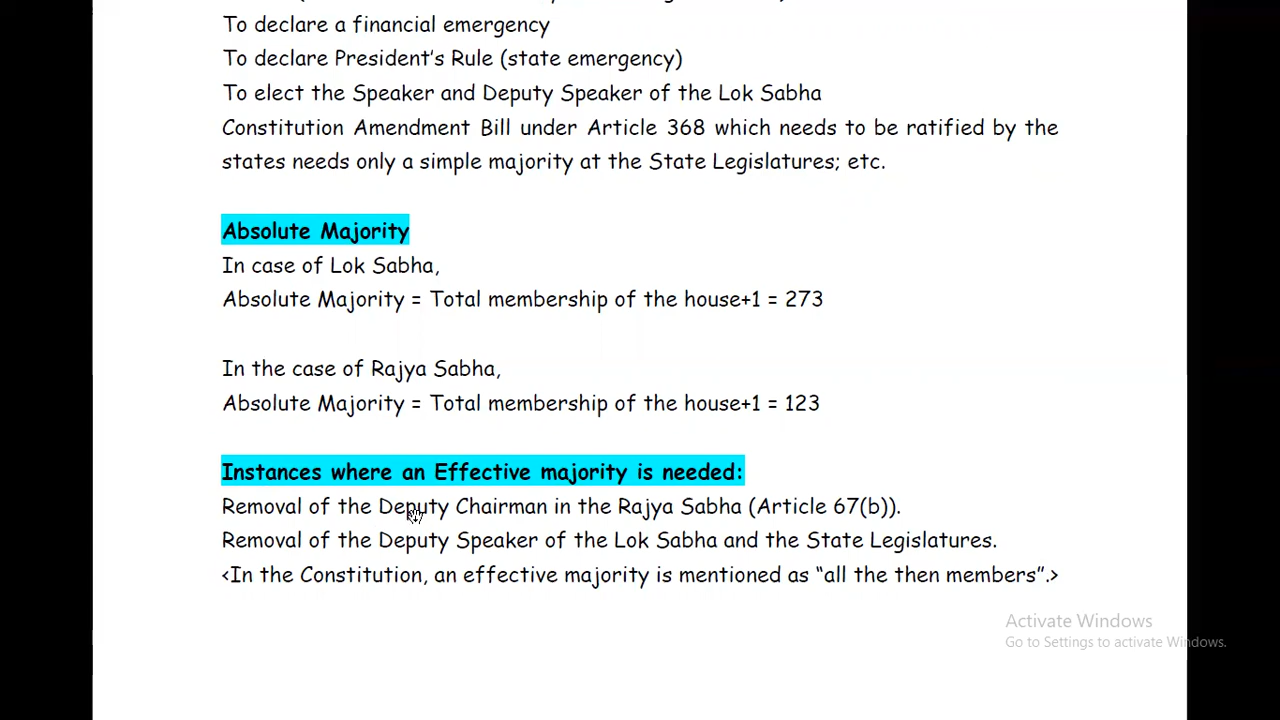 To declare a financial emergency
To declare President’s Rule (state emergency)
To elect the Speaker and Deputy Speaker of the Lok Sabha
Constitution Amendment Bill under Article 368 which needs to be ratified by the
states needs only a simple majority at the State Legislatures; etc.
Absolute Majority
In case of Lok Sabha,
Absolute Majority = Total membership of the house+1 = 273
In the case of Rajya Sabha,
Absolute Majority = Total membership of the house+1 = 123
Instances where an Effective majority is needed:
Removal of the Deputy Chairman in the Rajya Sabha (Article 67(b)).
Removal of the Deputy Speaker of the Lok Sabha and the State Legislatures.
<In the Constitution, an effective majority is mentioned as “all the then members”.>
Activate Windows
Go to Settings to activate Windows.